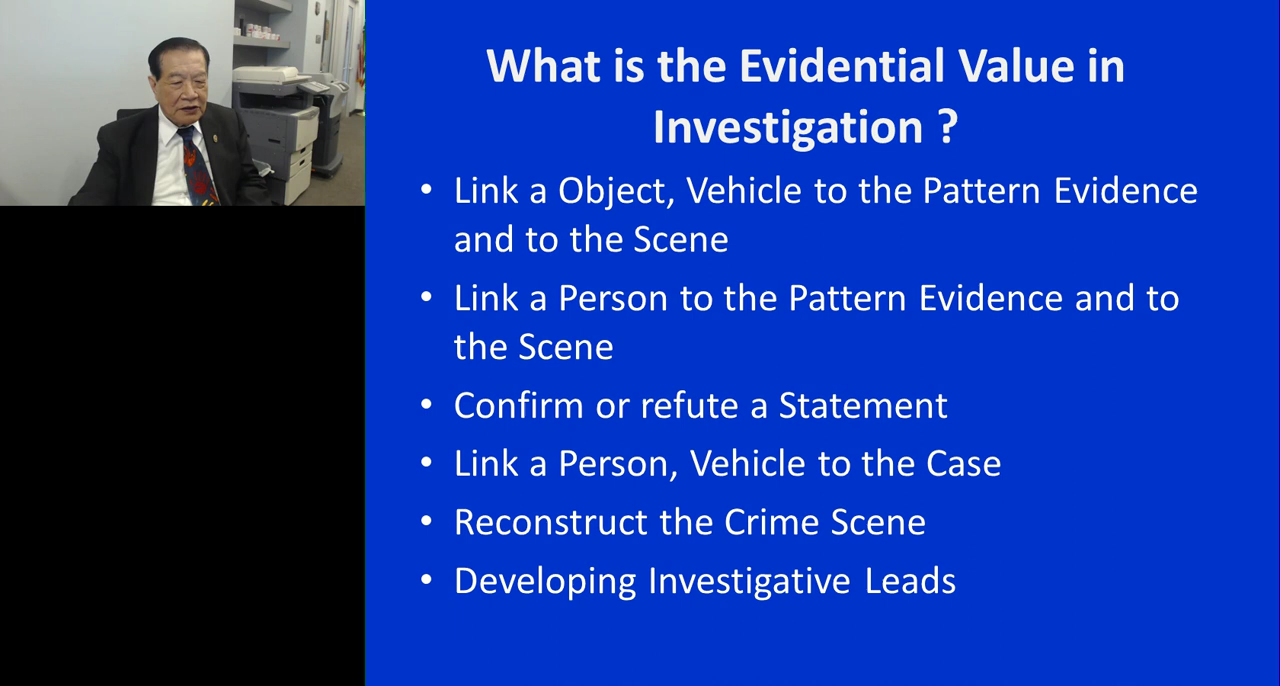 What is the Evidential Value in
Investigation ?
• Link a Object, Vehicle to the Pattern Evidence
and to the Scene
• Link a Person to the Pattern Evidence and to
the Scene
• Confirm or refute a Statement
• Link a Person, Vehicle to the Case
• Reconstruct the Crime Scene
• Developing Investigative Leads